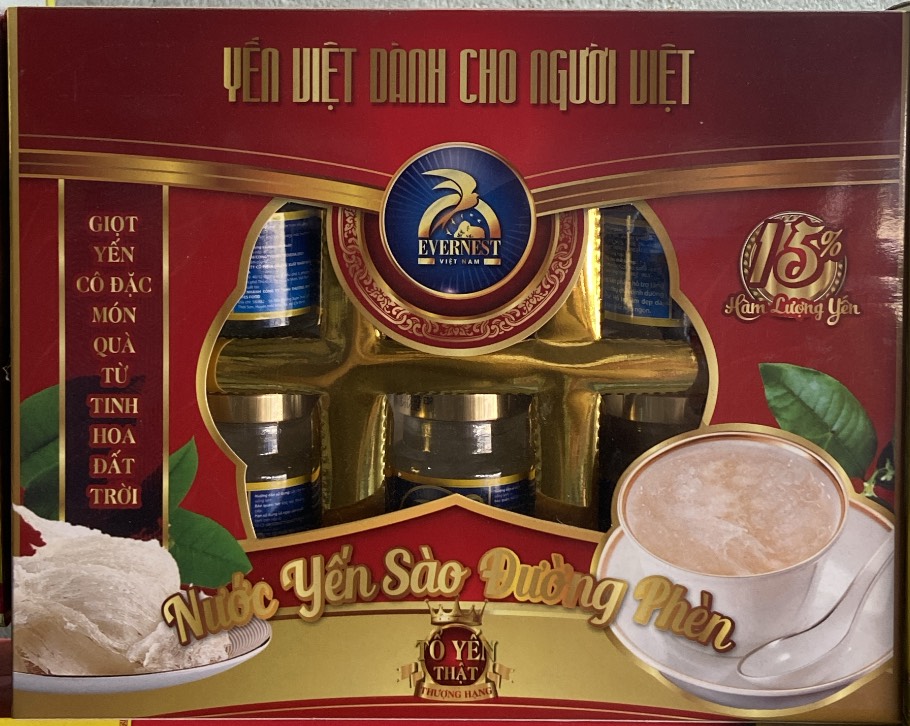 YẾN VIỆT DÀNH CHO NGƯỜI VIỆT
EVERNEST
VIỆT NAM
GIỌT
YẾN
CÔ ĐẶC
MÓN
QUÀ
TỪ
TINH
HOA
ĐẤT
TRỜI
15%
Hàm Lượng Yến
Nước Yến Sào Đường Phèn
TỔ YẾN
THẬT
THƯỢNG HẠNG